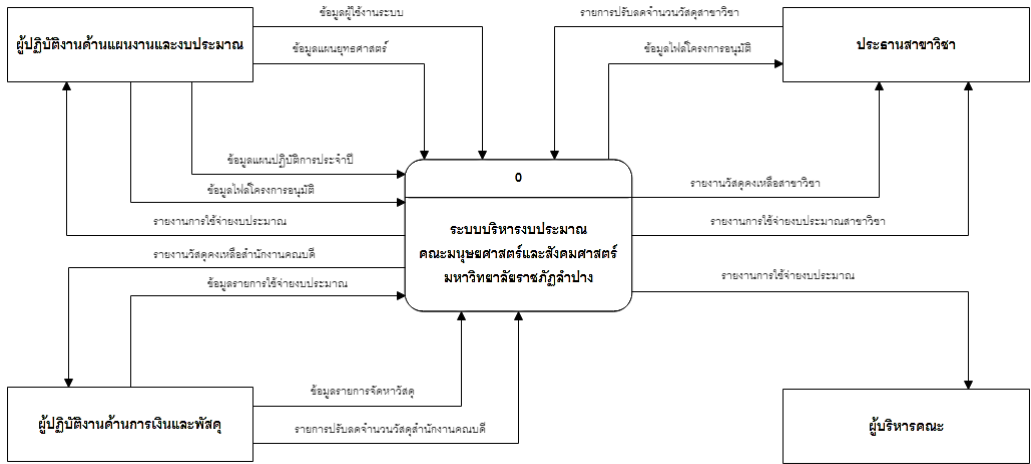 ข้อมูลผู้ใช้งานระบบ
รายการปรับลดจำนวนวัสดุสาขาวิชา
ผู้ปฏิบัติงานด้านแผนงานและงบประมาณ
ประธานสาขาวิชา
ข้อมูลแผนยุทธศาสตร์
ข้อมูลไฟล์โครงการอนุมัติ
ข้อมูลแผนปฏิบัติการประจำปี
ข้อมูลไฟล์โครงการอนุมัติ
0
รายงานวัสดุคงเหลือสาขาวิชา
รายงานการใช้จ่ายงบประมาณ
รายงานการใช้จ่ายงบประมาณสาขาวิชา
ระบบบริหารงบประมาณ
คณะมนุษยศาสตร์และสังคมศาสตร์
มหาวิทยาลัยราชภัฏลำปาง
รายงานวัสดุคงเหลือสำนักงานคณบดี
ข้อมูลรายการใช้จ่ายงบประมาณ
รายงานการใช้จ่ายงบประมาณ
ข้อมูลรายการจัดหาวัสดุ
ผู้ปฏิบัติงานด้านการเงินและพัสดุ
รายการปรับลดจำนวนวัสดุสำนักงานคณบดี
ผู้บริหารคณะ